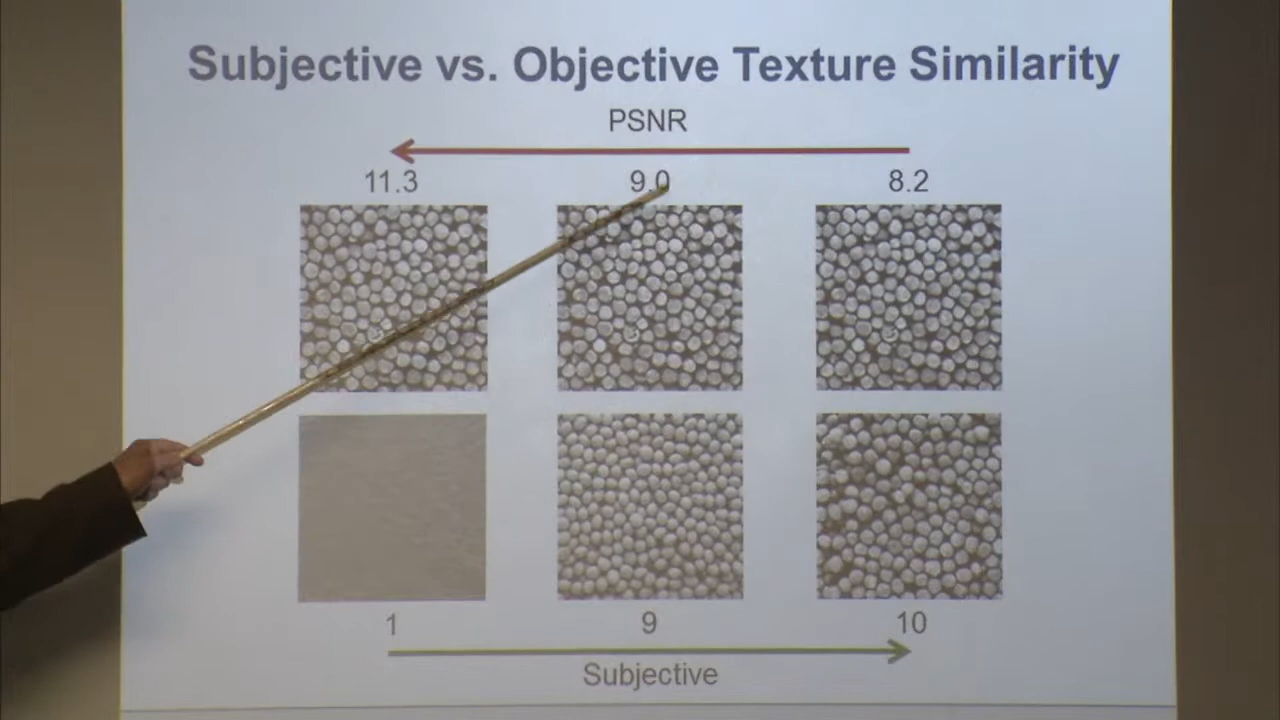 Subjective vs. Objective Texture Similarity
PSNR
11.3 9.0 8.2
1 9 10
Subjective